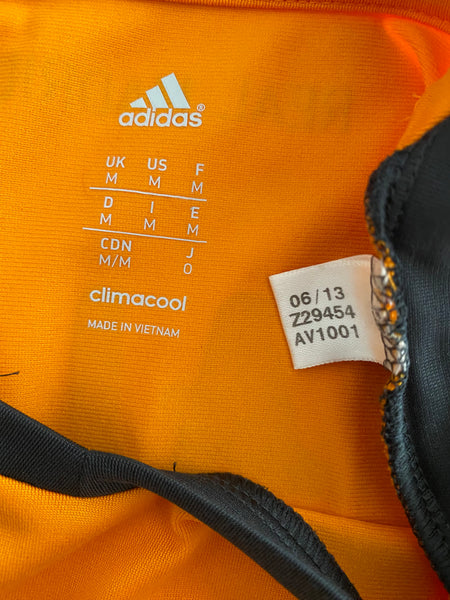 adidas®
UK US F
M M M
D I E
M M M
CDN J
M/M O
climacool
MADE IN VIETNAM
06/13
Z29454
AV1001